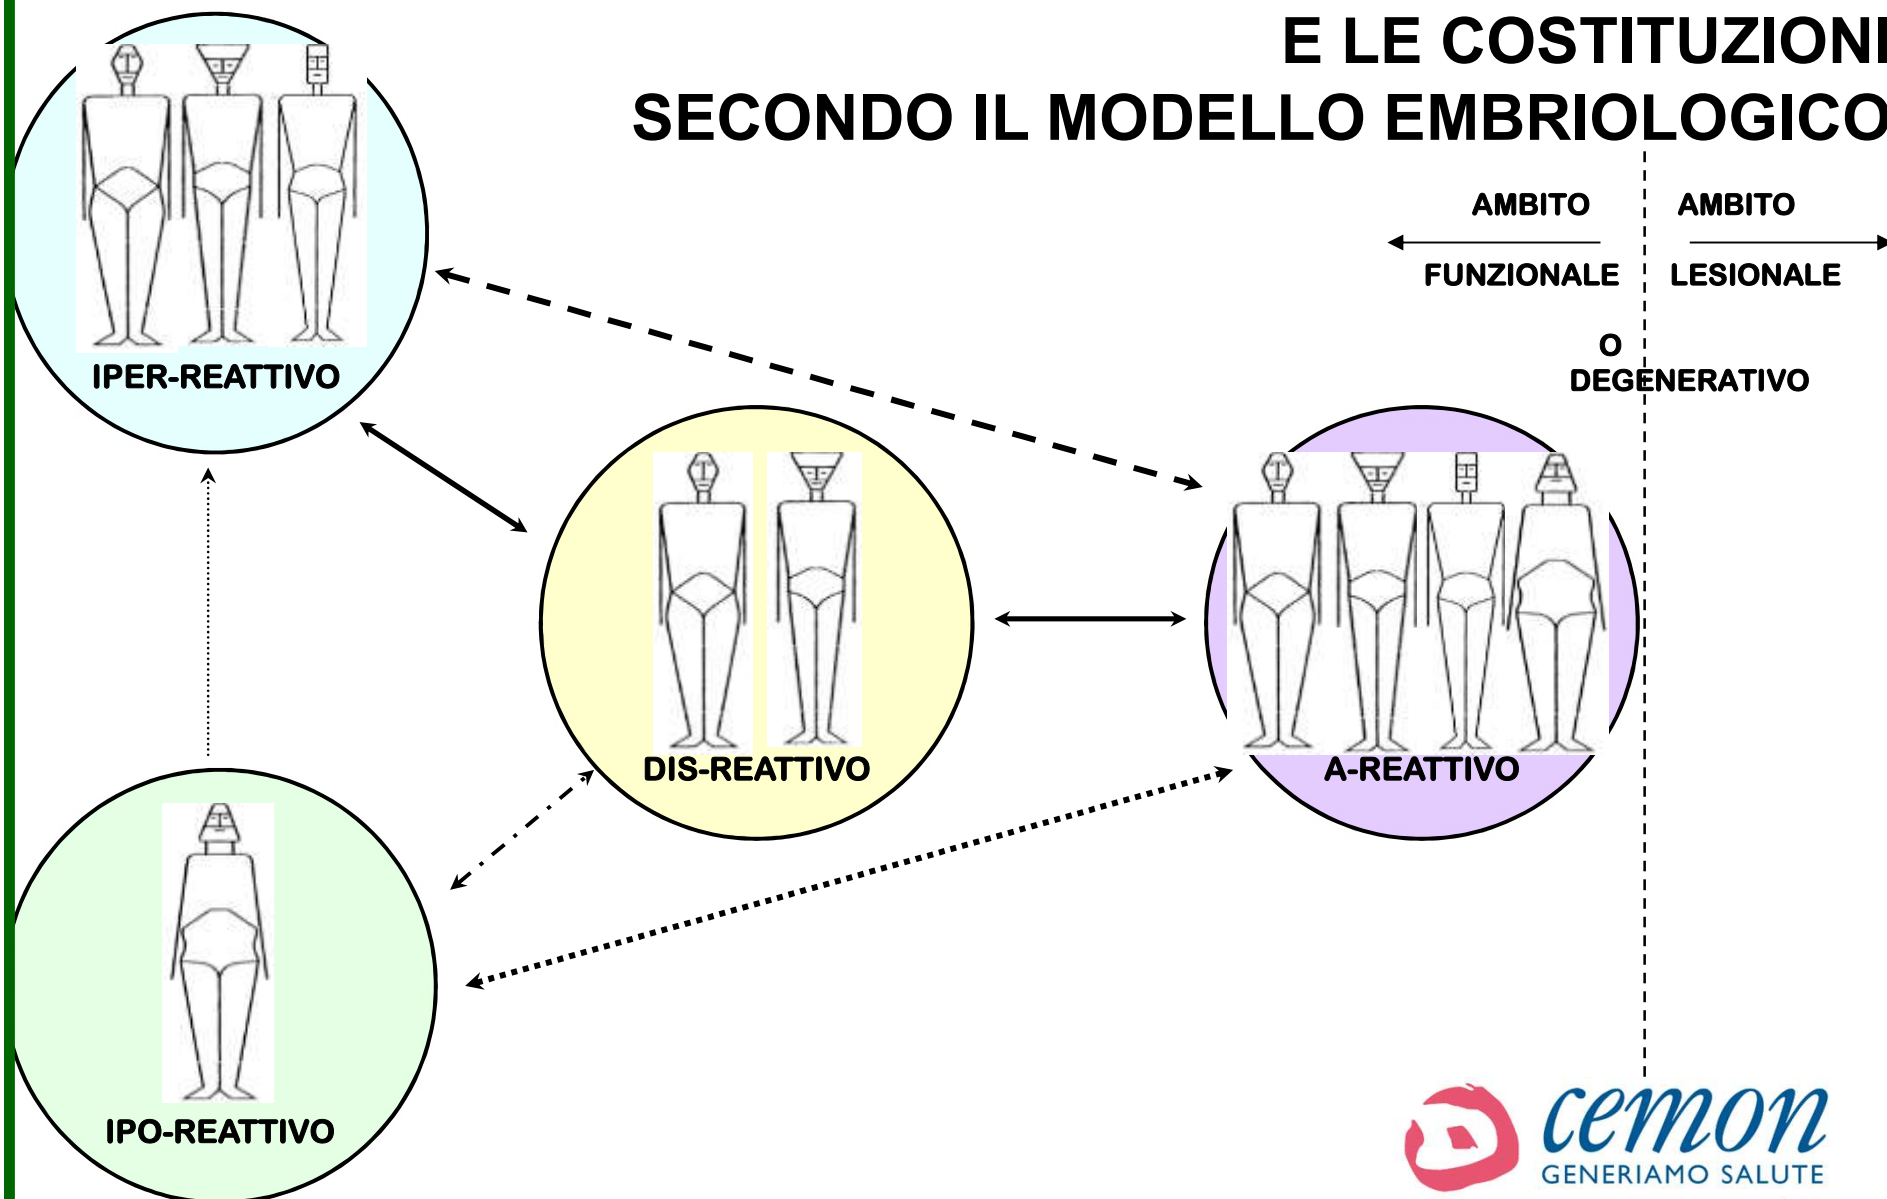 E LE COSTITUZIONI
SECONDO IL MODELLO EMBRIOLOGICO
AMBITO
AMBITO
FUNZIONALE
LESIONALE
O
DEGENERATIVO
IPER-REATTIVO
DIS-REATTIVO
A-REATTIVO
IPO-REATTIVO
cemon
GENERIAMO SALUTE